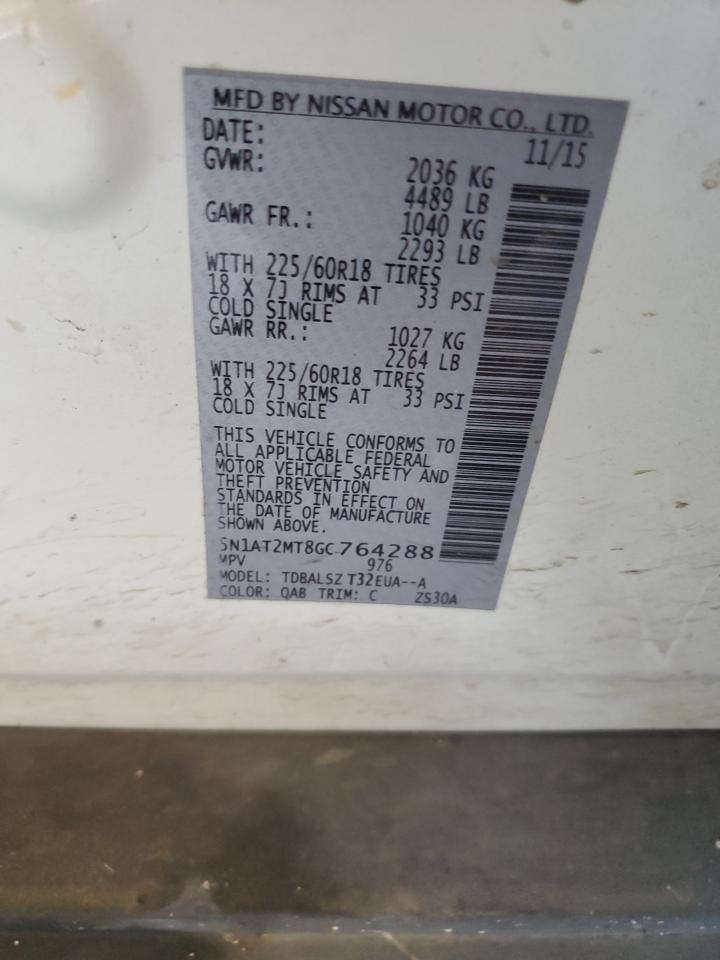 MFD BY NISSAN MOTOR CO., LTD.
DATE: 11/15
GVWR: 2036 KG
4489 LB
GAWR FR.: 1040 KG
2293 LB
WITH 225/60R18 TIRES
18 X 7J RIMS AT 33 PSI
COLD SINGLE
GAWR RR.: 1027 KG
2264 LB
WITH 225/60R18 TIRES
18 X 7J RIMS AT 33 PSI
COLD SINGLE
THIS VEHICLE CONFORMS TO
ALL APPLICABLE FEDERAL
MOTOR VEHICLE SAFETY AND
THEFT PREVENTION
STANDARDS IN EFFECT ON
THE DATE OF MANUFACTURE
SHOWN ABOVE.
5N1AT2MT8GC764288
MPV 976
MODEL: TDBALSZ T32EUA--A
COLOR: QAB TRIM: C ZS30A